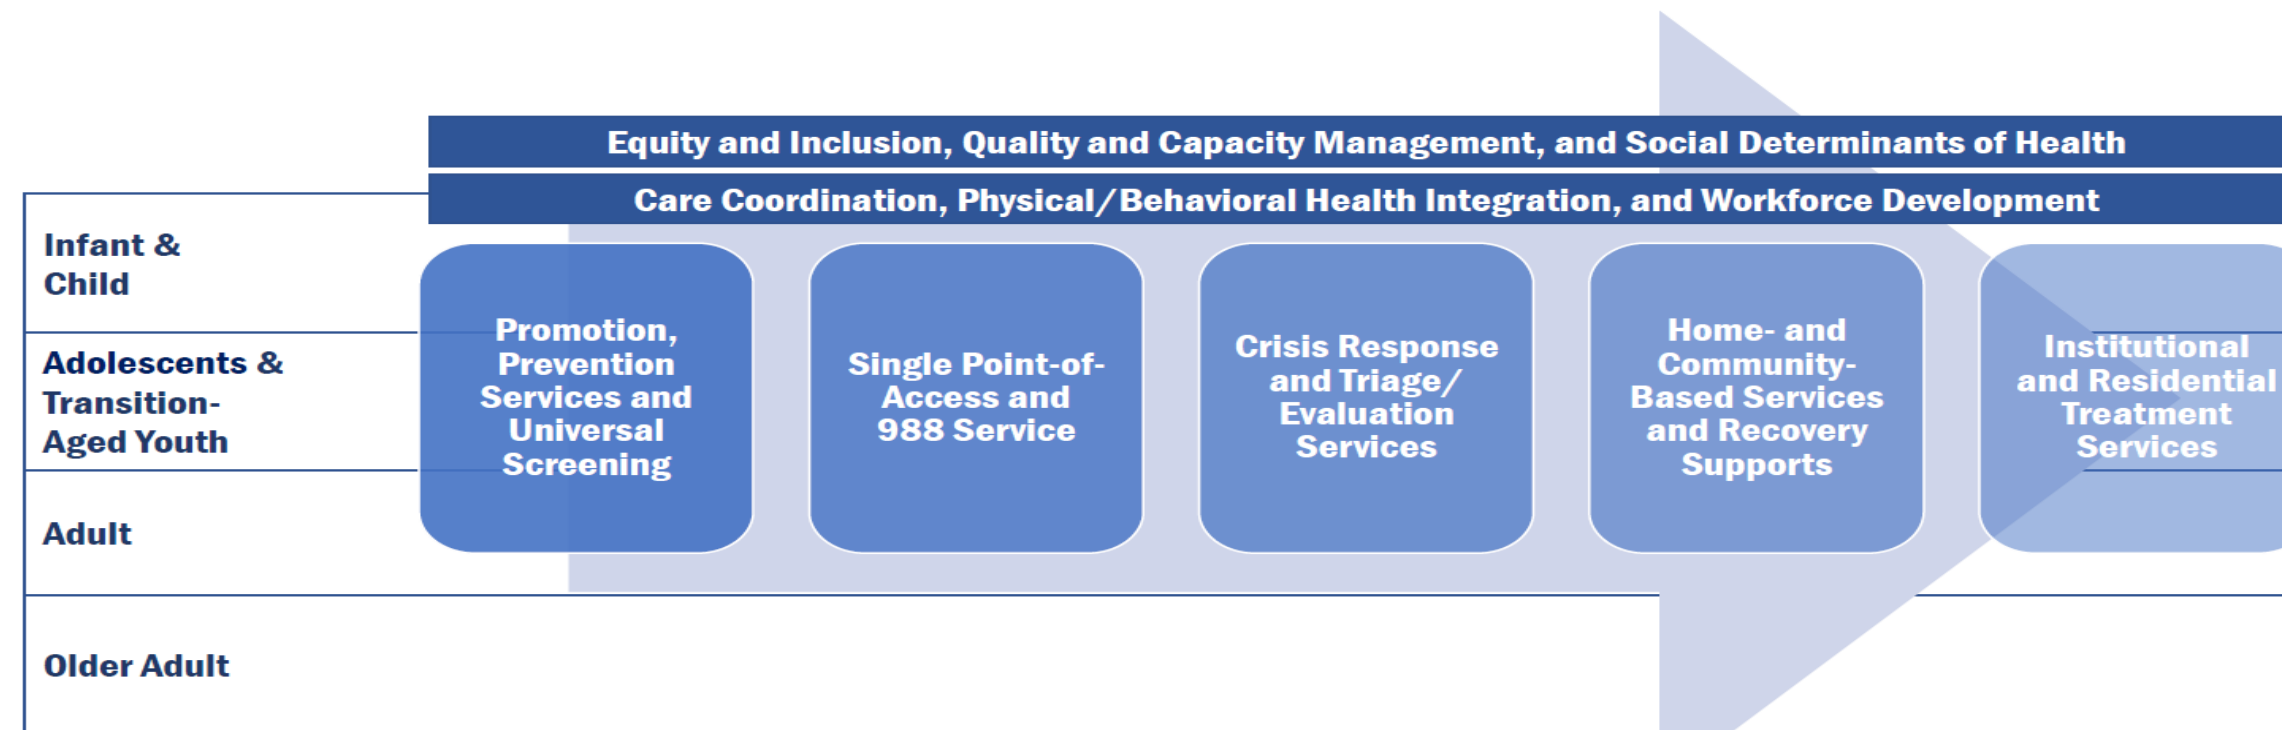 Equity and Inclusion, Quality and Capacity Management, and Social Determinants of Health
Care Coordination, Physical/Behavioral Health Integration, and Workforce Development
Infant &
Child
Adolescents &
Transition-
Aged Youth
Adult
Older Adult
Promotion,
Prevention
Services and
Universal
Screening
Single Point-of-
Access and
988 Service
Crisis Response
and Triage/
Evaluation
Services
Home- and
Community-
Based Services
and Recovery
Supports
Institutional
and Residential
Treatment
Services